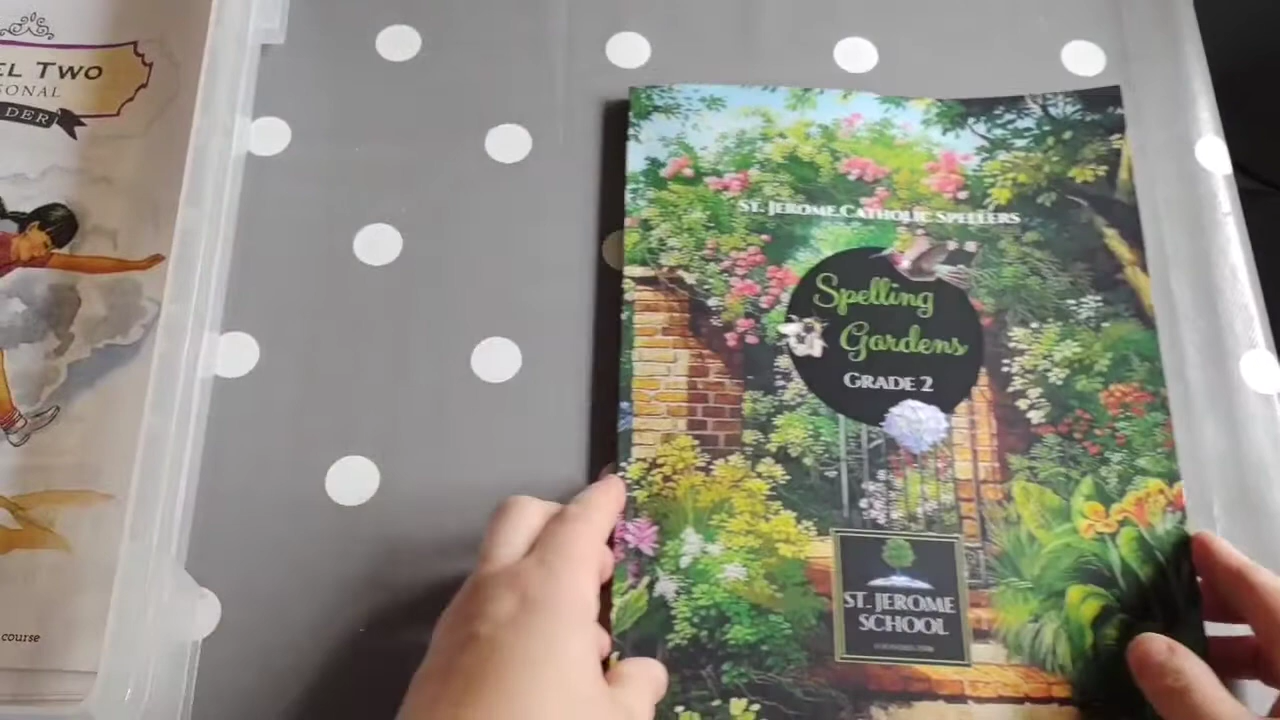 EL TWO
SONAL
DER
course
ST. JEROME CATHOLIC SPELLERS
Spelling
Gardens
GRADE 2
ST. JEROME
SCHOOL